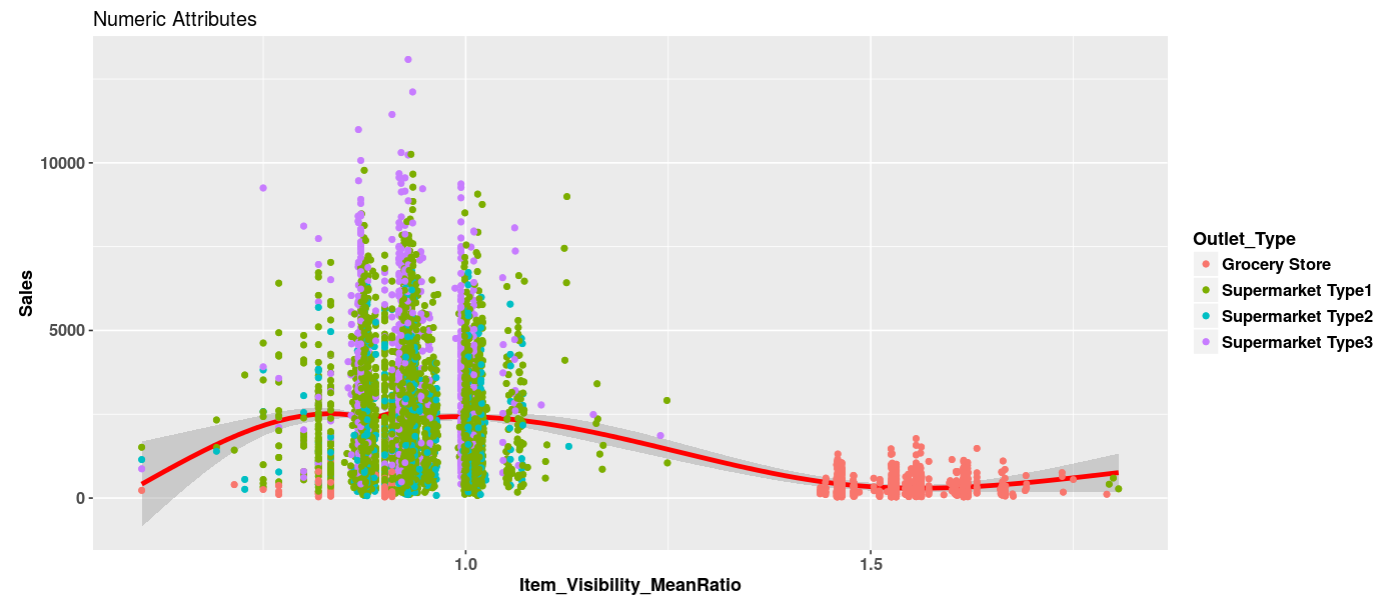 Numeric Attributes
10000
5000
0
Sales
1.0
1.5
Item_Visibility_MeanRatio
Outlet_Type
Grocery Store
Supermarket Type1
Supermarket Type2
Supermarket Type3